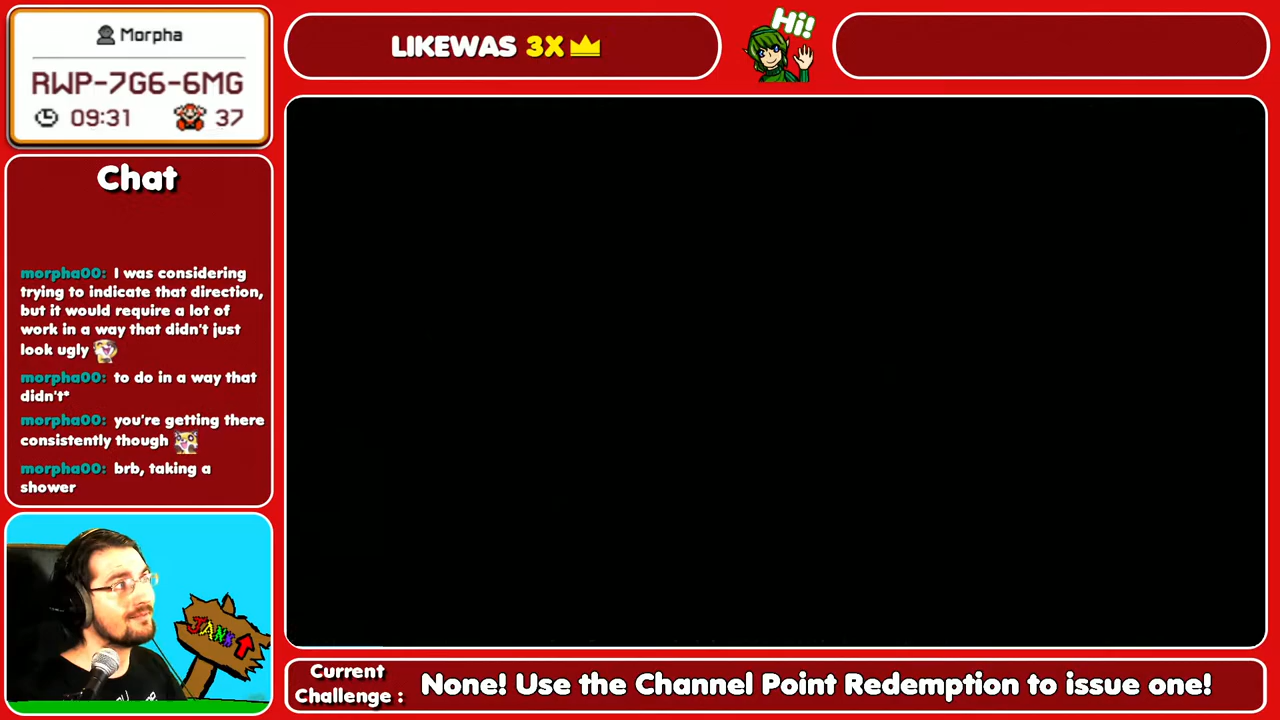 Morpha
RWP-7G6-6MG
09:31 37
LIKEWAS 3X
Hi!
Chat
morpha00: I was considering
trying to indicate that direction,
but it would require a lot of
work in a way that didn't just
look ugly
morpha00: to do in a way that
didn't*
morpha00: you're getting there
consistently though
morpha00: brb, taking a
shower
JANK
Current
Challenge :
None! Use the Channel Point Redemption to issue one!